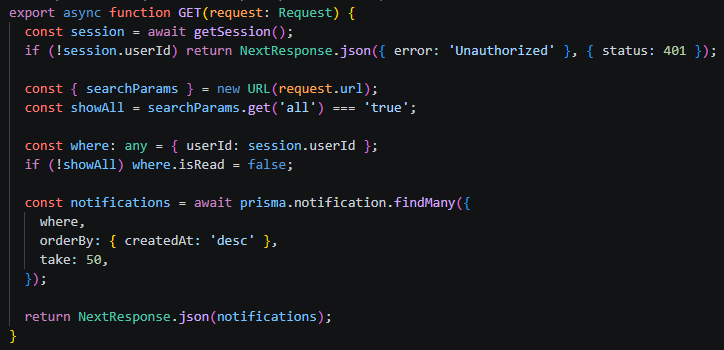 export async function GET(request: Request) {
  const session = await getSession();
  if (!session.userId) return NextResponse.json({ error: 'Unauthorized' }, { status: 401 });

  const { searchParams } = new URL(request.url);
  const showAll = searchParams.get('all') === 'true';

  const where: any = { userId: session.userId };
  if (!showAll) where.isRead = false;

  const notifications = await prisma.notification.findMany({
    where,
    orderBy: { createdAt: 'desc' },
    take: 50,
  });

  return NextResponse.json(notifications);
}